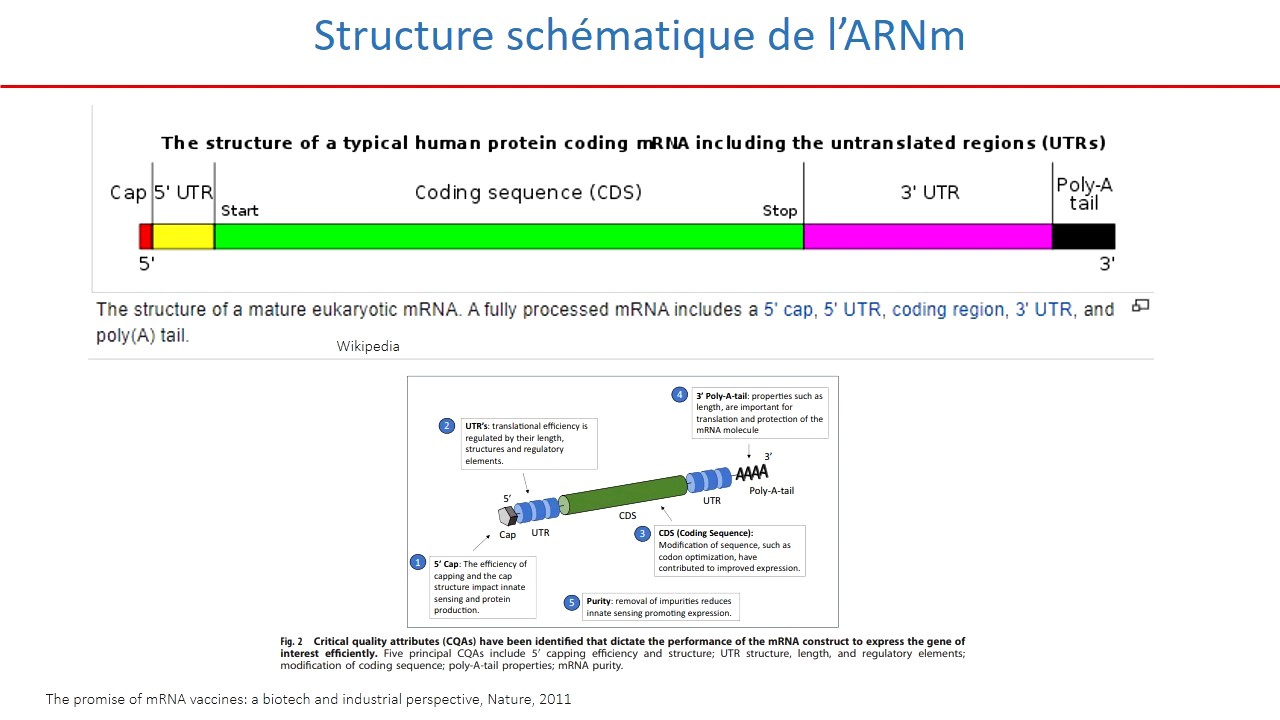 Structure schématique de l’ARNm
The structure of a typical human protein coding mRNA including the untranslated regions (UTRs)
Cap
5' UTR
Coding sequence (CDS)
3' UTR
Poly-A
tail
Start
Stop
5'
3'
The structure of a mature eukaryotic mRNA. A fully processed mRNA includes a 5' cap, 5' UTR, coding region, 3' UTR, and
poly(A) tail.
Wikipedia
4
3’ Poly-A-tail: properties such as
length, are important for
translation and protection of the
mRNA molecule
2
UTR’s: translational efficiency is
regulated by their length,
structures and regulatory
elements.
3’
AAAA
Poly-A-tail
5’
UTR
CDS
Cap
UTR
3
CDS (Coding Sequence):
Modification of sequence, such as
codon optimization, have
contributed to improved expression.
1
5’ Cap: The efficiency of
capping and the cap
structure impact innate
sensing and protein
production.
5
Purity: removal of impurities reduces
innate sensing promoting expression.
Fig. 2 Critical quality attributes (CQAs) have been identified that dictate the performance of the mRNA construct to express the gene of
interest efficiently. Five principal CQAs include 5′ capping efficiency and structure; UTR structure, length, and regulatory elements;
modification of coding sequence; poly-A-tail properties; mRNA purity.
The promise of mRNA vaccines: a biotech and industrial perspective, Nature, 2011